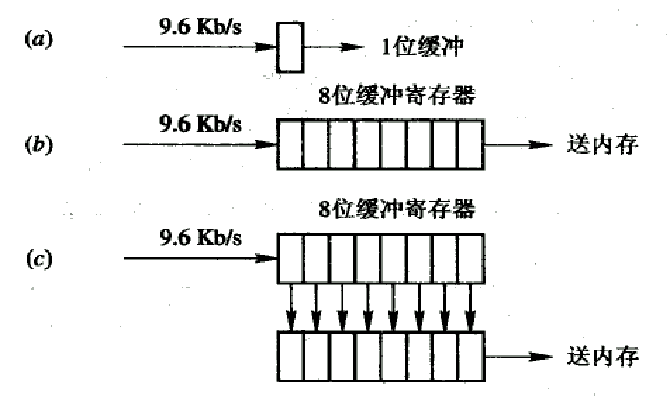 (a) 9.6 Kb/s 1位缓冲
8位缓冲寄存器
(b) 9.6 Kb/s 送内存
8位缓冲寄存器
(c) 9.6 Kb/s
送内存